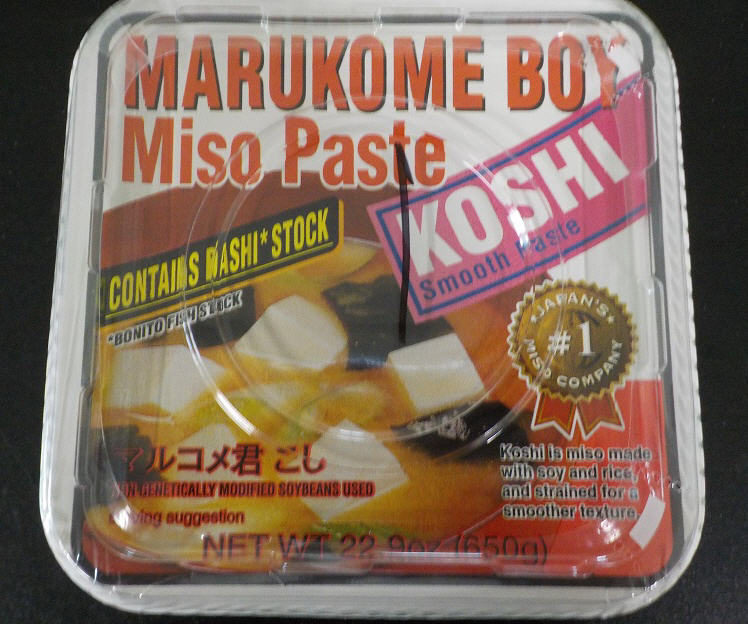 MARUKOME BOY
Miso Paste
KOSHI
Smooth Paste
CONTAINS DASHI* STOCK
*BONITO FISH STOCK
JAPAN'S
#1
MISO COMPANY
マルコメ君 こし
NON-GENETICALLY MODIFIED SOYBEANS USED
serving suggestion
Koshi is miso made
with soy and rice,
and strained for a
smoother texture.
NET WT 22.9oz (650g)